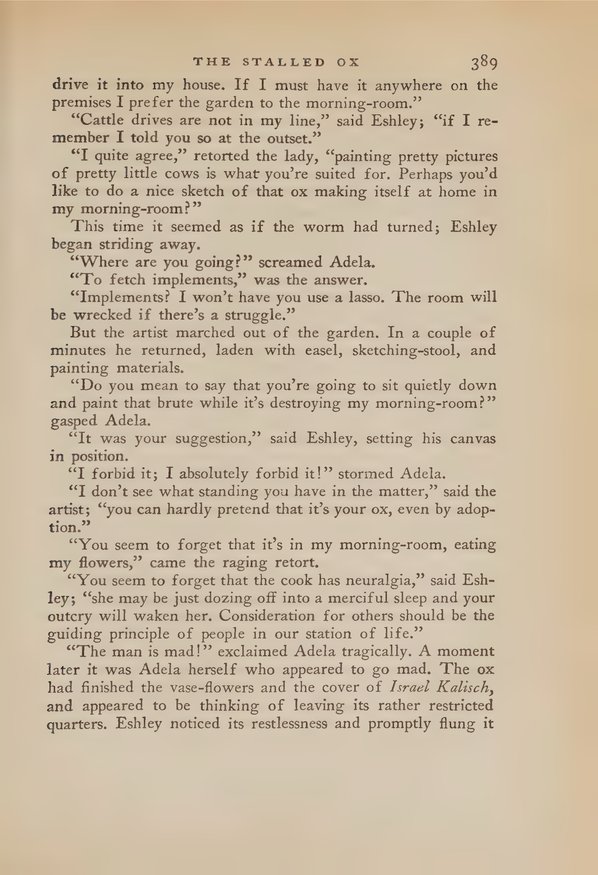 THE STALLED OX 389
drive it into my house. If I must have it anywhere on the
premises I prefer the garden to the morning-room.”
“Cattle drives are not in my line,” said Eshley; “if I re-
member I told you so at the outset.”
“I quite agree,” retorted the lady, “painting pretty pictures
of pretty little cows is what you’re suited for. Perhaps you’d
like to do a nice sketch of that ox making itself at home in
my morning-room?”
This time it seemed as if the worm had turned; Eshley
began striding away.
“Where are you going?” screamed Adela.
“To fetch implements,” was the answer.
“Implements? I won’t have you use a lasso. The room will
be wrecked if there’s a struggle.”
But the artist marched out of the garden. In a couple of
minutes he returned, laden with easel, sketching-stool, and
painting materials.
“Do you mean to say that you’re going to sit quietly down
and paint that brute while it’s destroying my morning-room?”
gasped Adela.
“It was your suggestion,” said Eshley, setting his canvas
in position.
“I forbid it; I absolutely forbid it!” stormed Adela.
“I don’t see what standing you have in the matter,” said the
artist; “you can hardly pretend that it’s your ox, even by adop-
tion.”
“You seem to forget that it’s in my morning-room, eating
my flowers,” came the raging retort.
“You seem to forget that the cook has neuralgia,” said Esh-
ley; “she may be just dozing off into a merciful sleep and your
outcry will waken her. Consideration for others should be the
guiding principle of people in our station of life.”
“The man is mad!” exclaimed Adela tragically. A moment
later it was Adela herself who appeared to go mad. The ox
had finished the vase-flowers and the cover of Israel Kalisch,
and appeared to be thinking of leaving its rather restricted
quarters. Eshley noticed its restlessness and promptly flung it